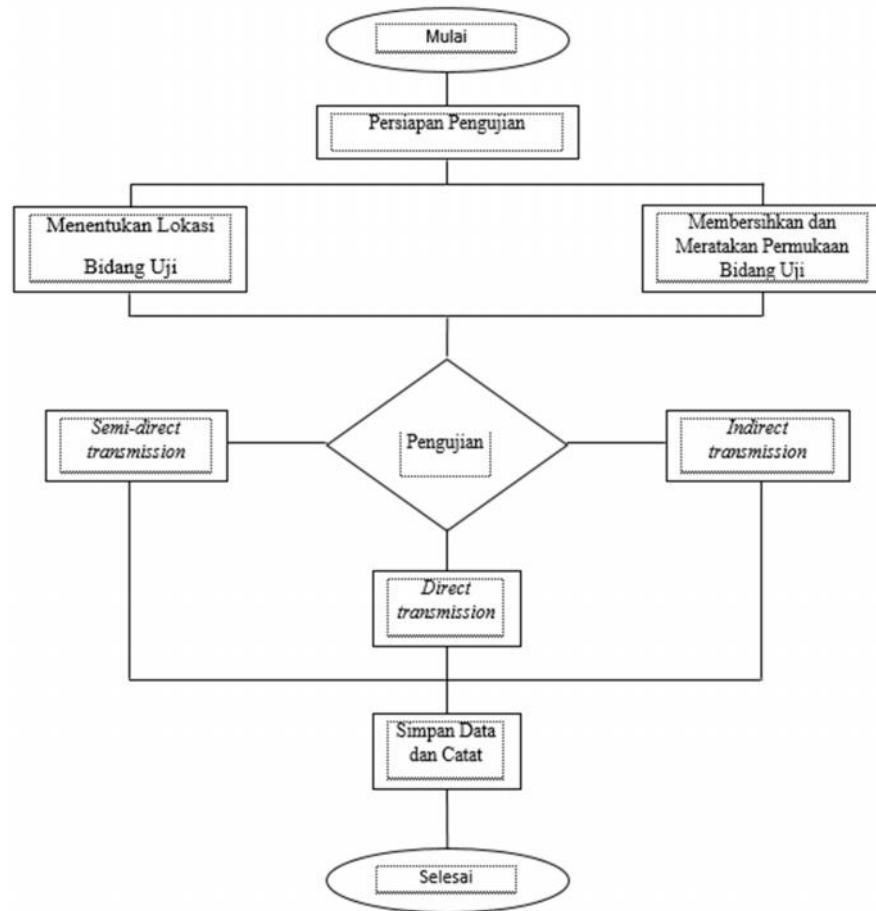 Mulai
Persiapan Pengujian
Menentukan Lokasi
Bidang Uji
Membersihkan dan
Meratakan Permukaan
Bidang Uji
Semi-direct
transmission
Pengujian
Indirect
transmission
Direct
transmission
Simpan Data
dan Catat
Selesai